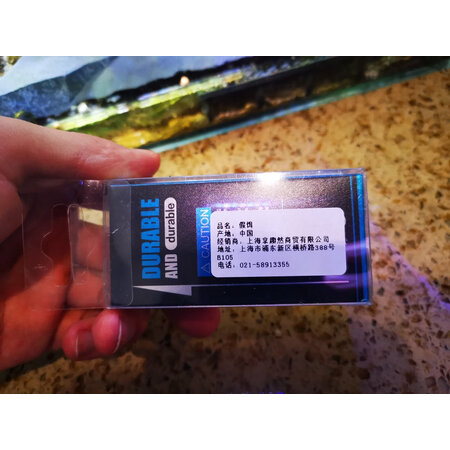 DURABLE
AND durable
CAUTION
品名：假饵
产地：中国
经销商：上海享趣然商贸有限公司
地址：上海市浦东新区横桥路388号
B105
电话：021-58913355